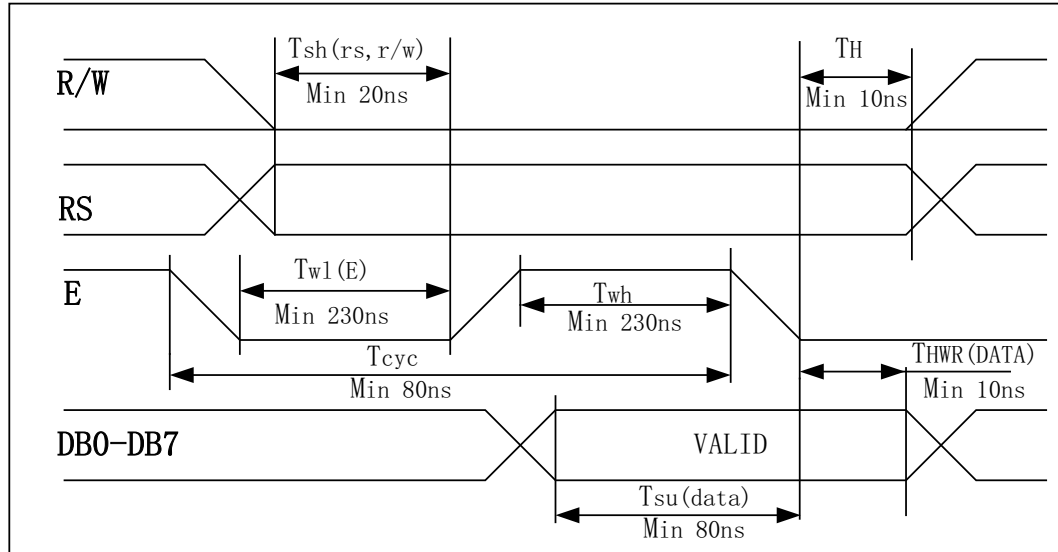 Tsh(rs,r/w)
Min 20ns
TH
Min 10ns
R/W
RS
E
Twl(E)
Min 230ns
Twh
Min 230ns
Tcyc
Min 80ns
THWR(DATA)
Min 10ns
DB0-DB7
VALID
Tsu(data)
Min 80ns